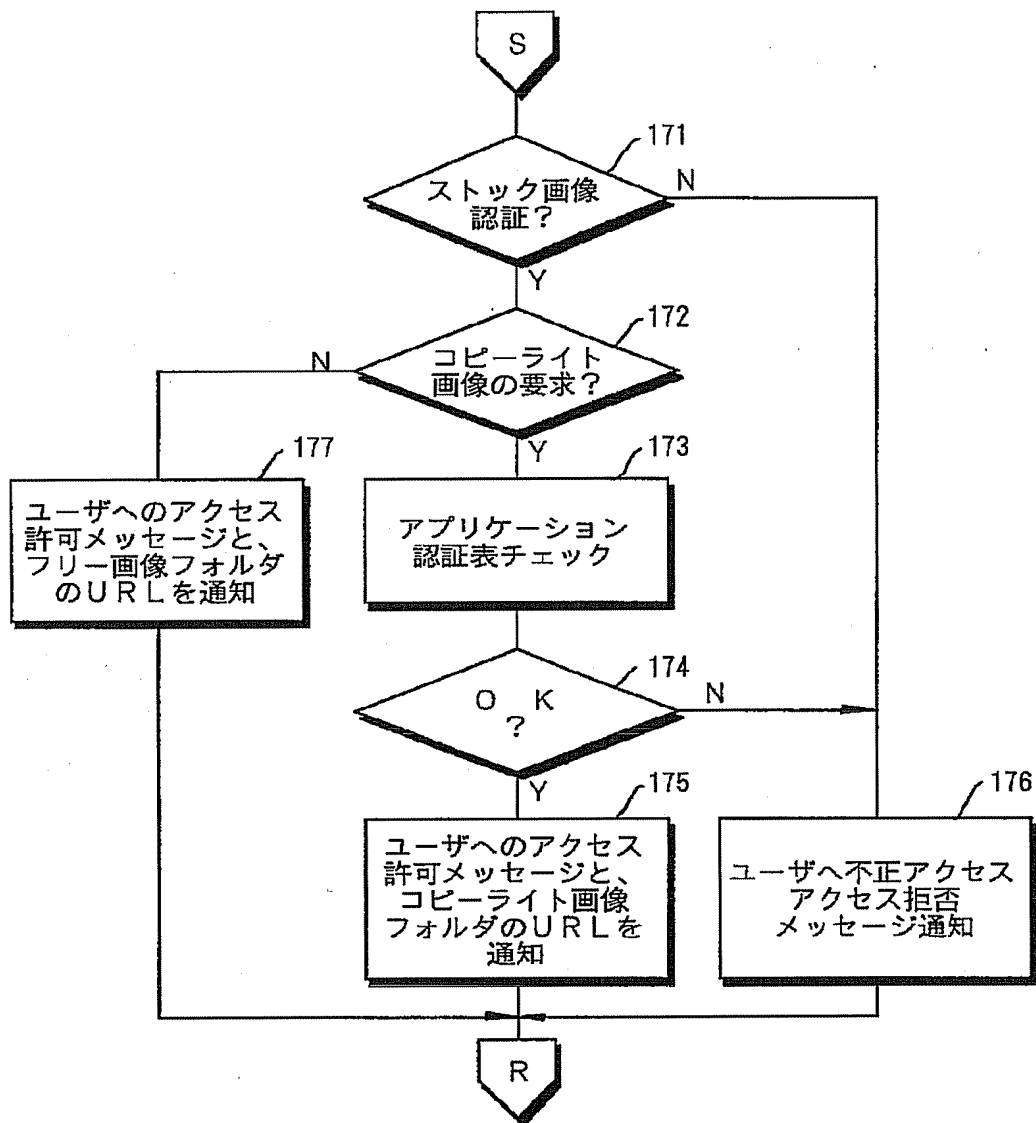 S
171
ストック画像
認証？
N
Y
172
コピーライト
画像の要求？
N
Y
177
ユーザへのアクセス
許可メッセージと、
フリー画像フォルダ
のＵＲＬを通知
173
アプリケーション
認証表チェック
174
Ｏ Ｋ
？
N
Y
175
ユーザへのアクセス
許可メッセージと、
コピーライト画像
フォルダのＵＲＬを
通知
176
ユーザへ不正アクセス
アクセス拒否
メッセージ通知
R